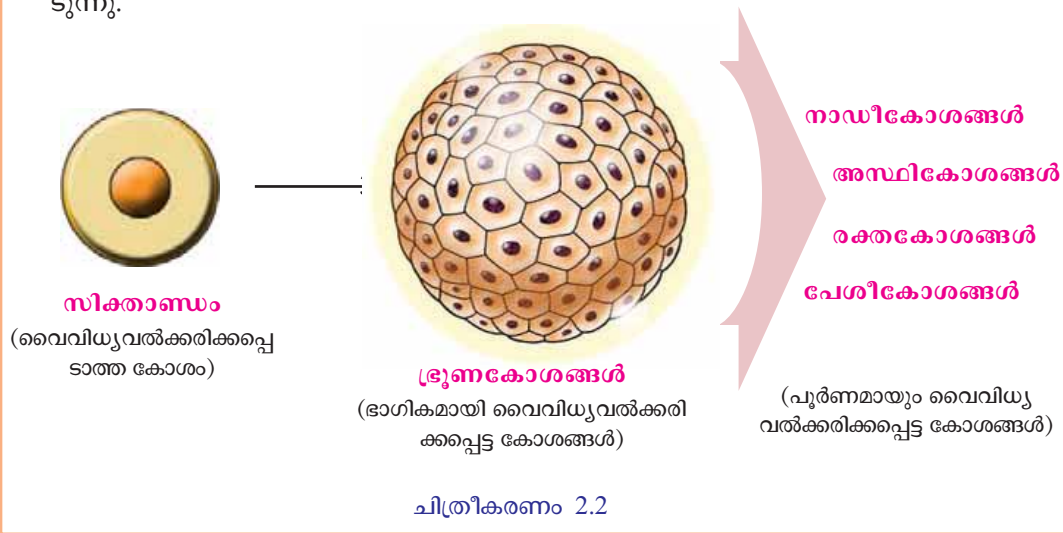 ടുന്നു.
നാഡീകോശങ്ങൾ
അസ്ഥികോശങ്ങൾ
രക്തകോശങ്ങൾ
പേശീകോശങ്ങൾ
സിക്താണ്ഡം
(വൈവിധ്യവൽക്കരിക്കപ്പെ
ടാത്ത കോശം)
ഭ്രൂണകോശങ്ങൾ
(ഭാഗികമായി വൈവിധ്യവൽക്കരി
ക്കപ്പെട്ട കോശങ്ങൾ)
(പൂർണമായും വൈവിധ്യ
വൽക്കരിക്കപ്പെട്ട കോശങ്ങൾ)
ചിത്രീകരണം 2.2